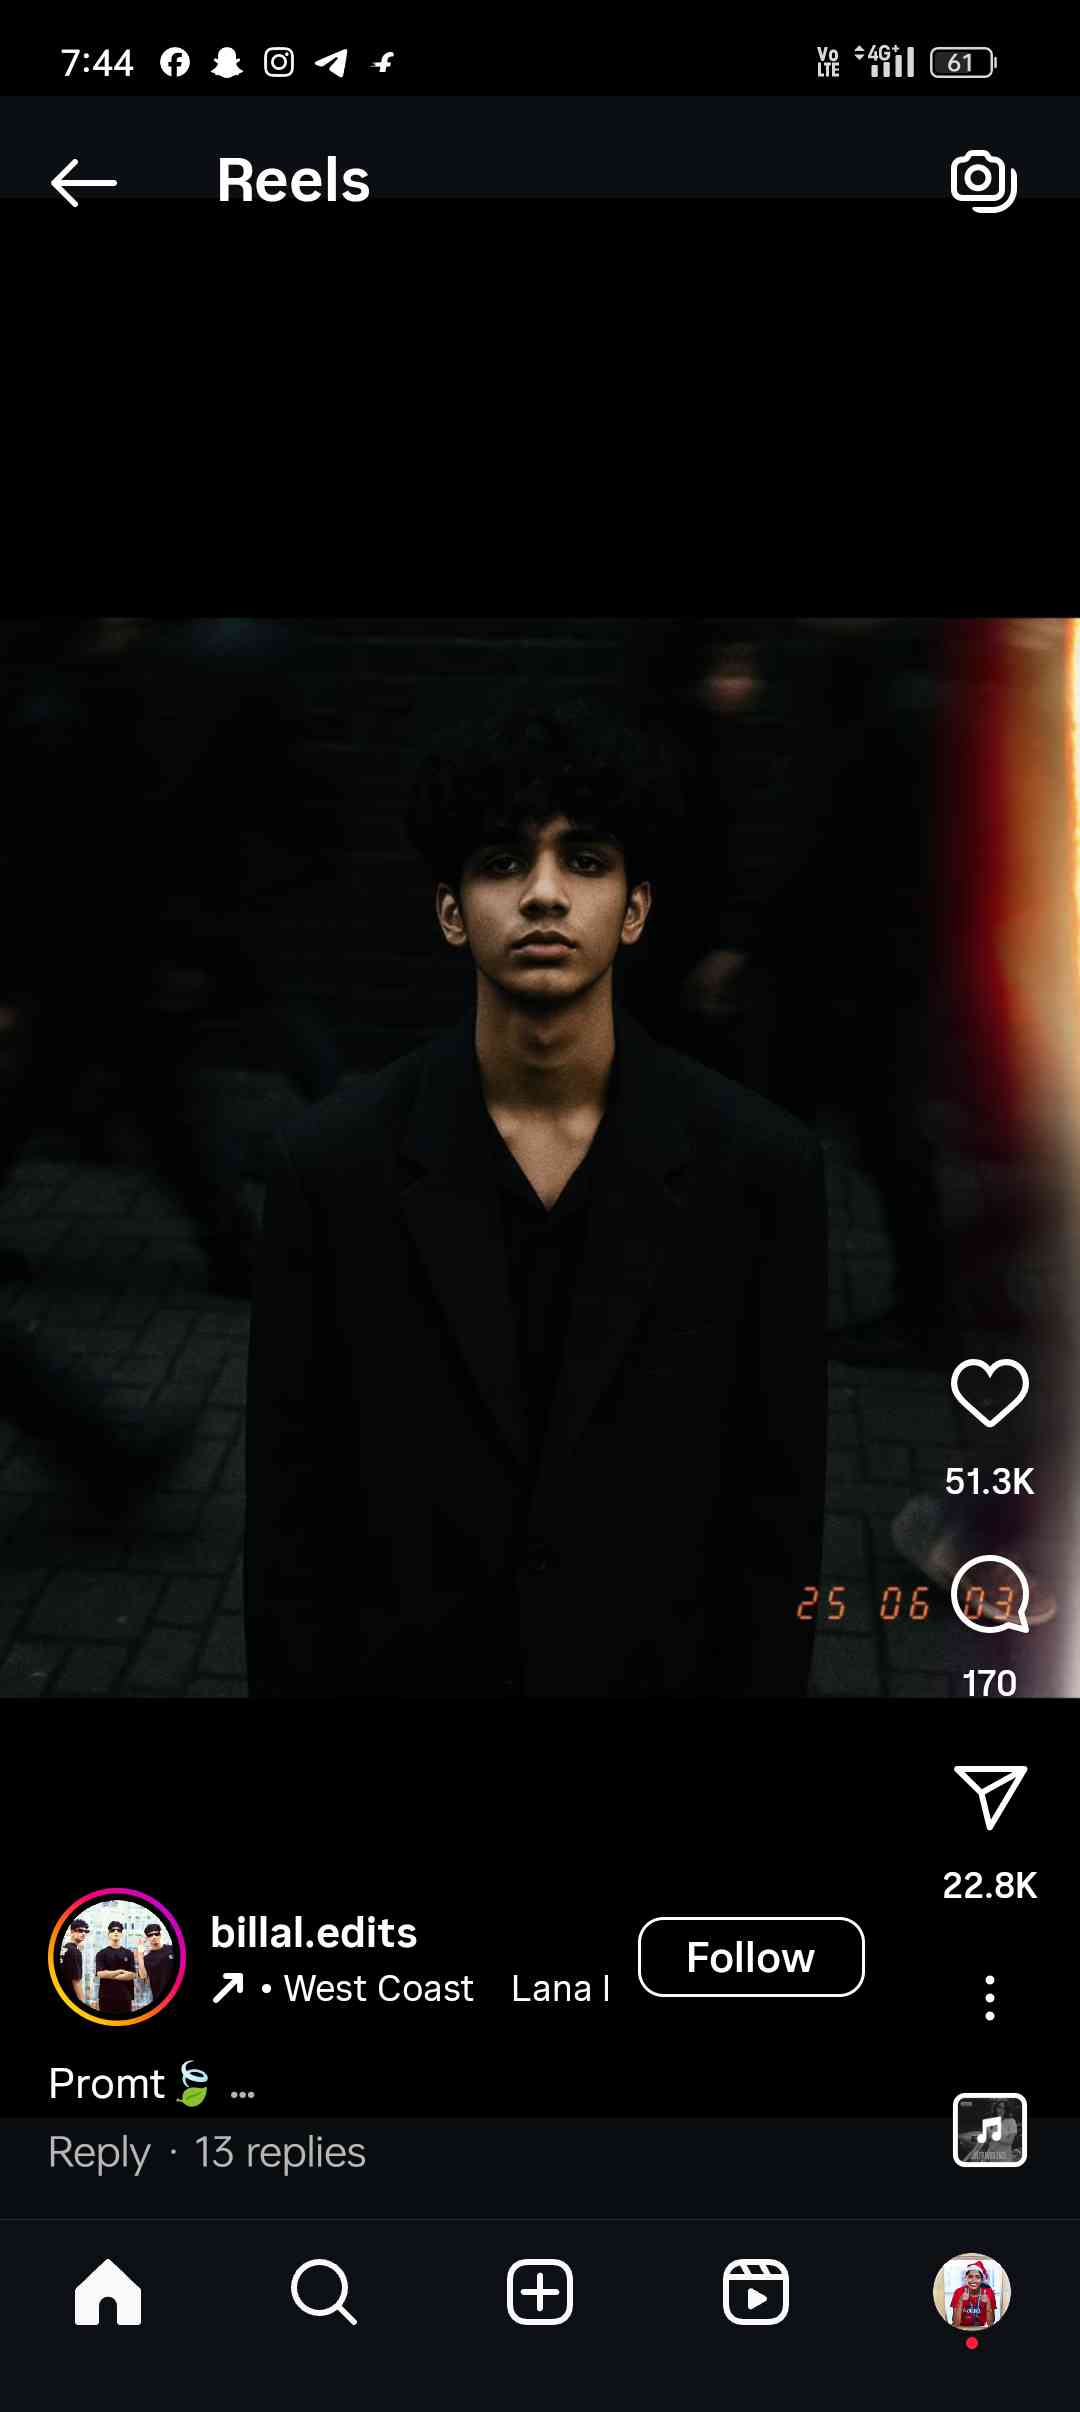 7:44 Vo LTE 4G+ 61
Reels
51.3K
25 06 03
170
22.8K
billal.edits
Follow
• West Coast Lana
Promt🍃 ...
Reply · 13 replies